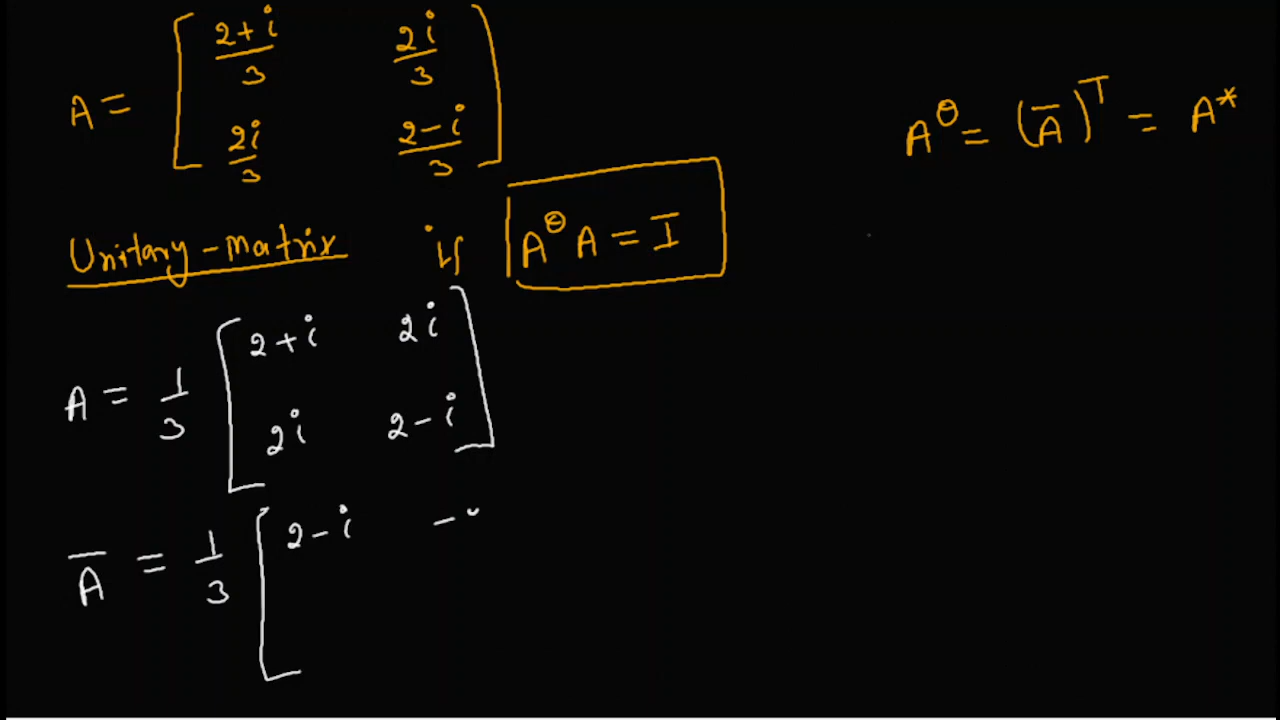 A = [ 2+i/3 2i/3
2i/3 2-i/3 ]
A^θ = (A̅)^T = A*
Unitary-matrix if A^θ A = I
A = 1/3 [ 2+i 2i
2i 2-i ]
A̅ = 1/3 [ 2-i -